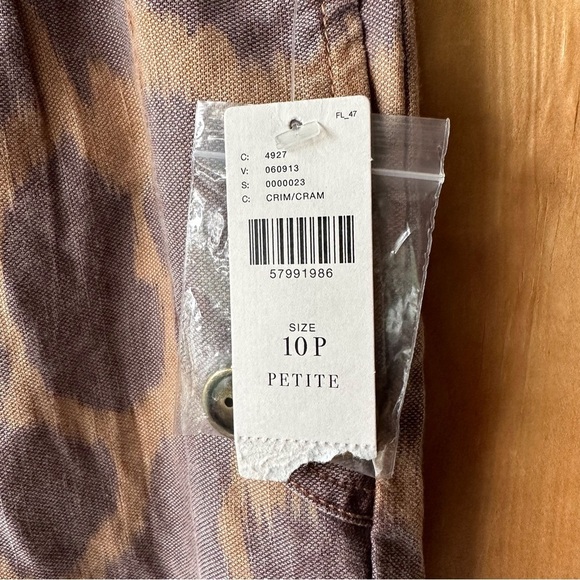 FL_47
C: 4927
V: 060913
S: 0000023
C: CRIM/CRAM
57991986
SIZE
10 P
PETITE